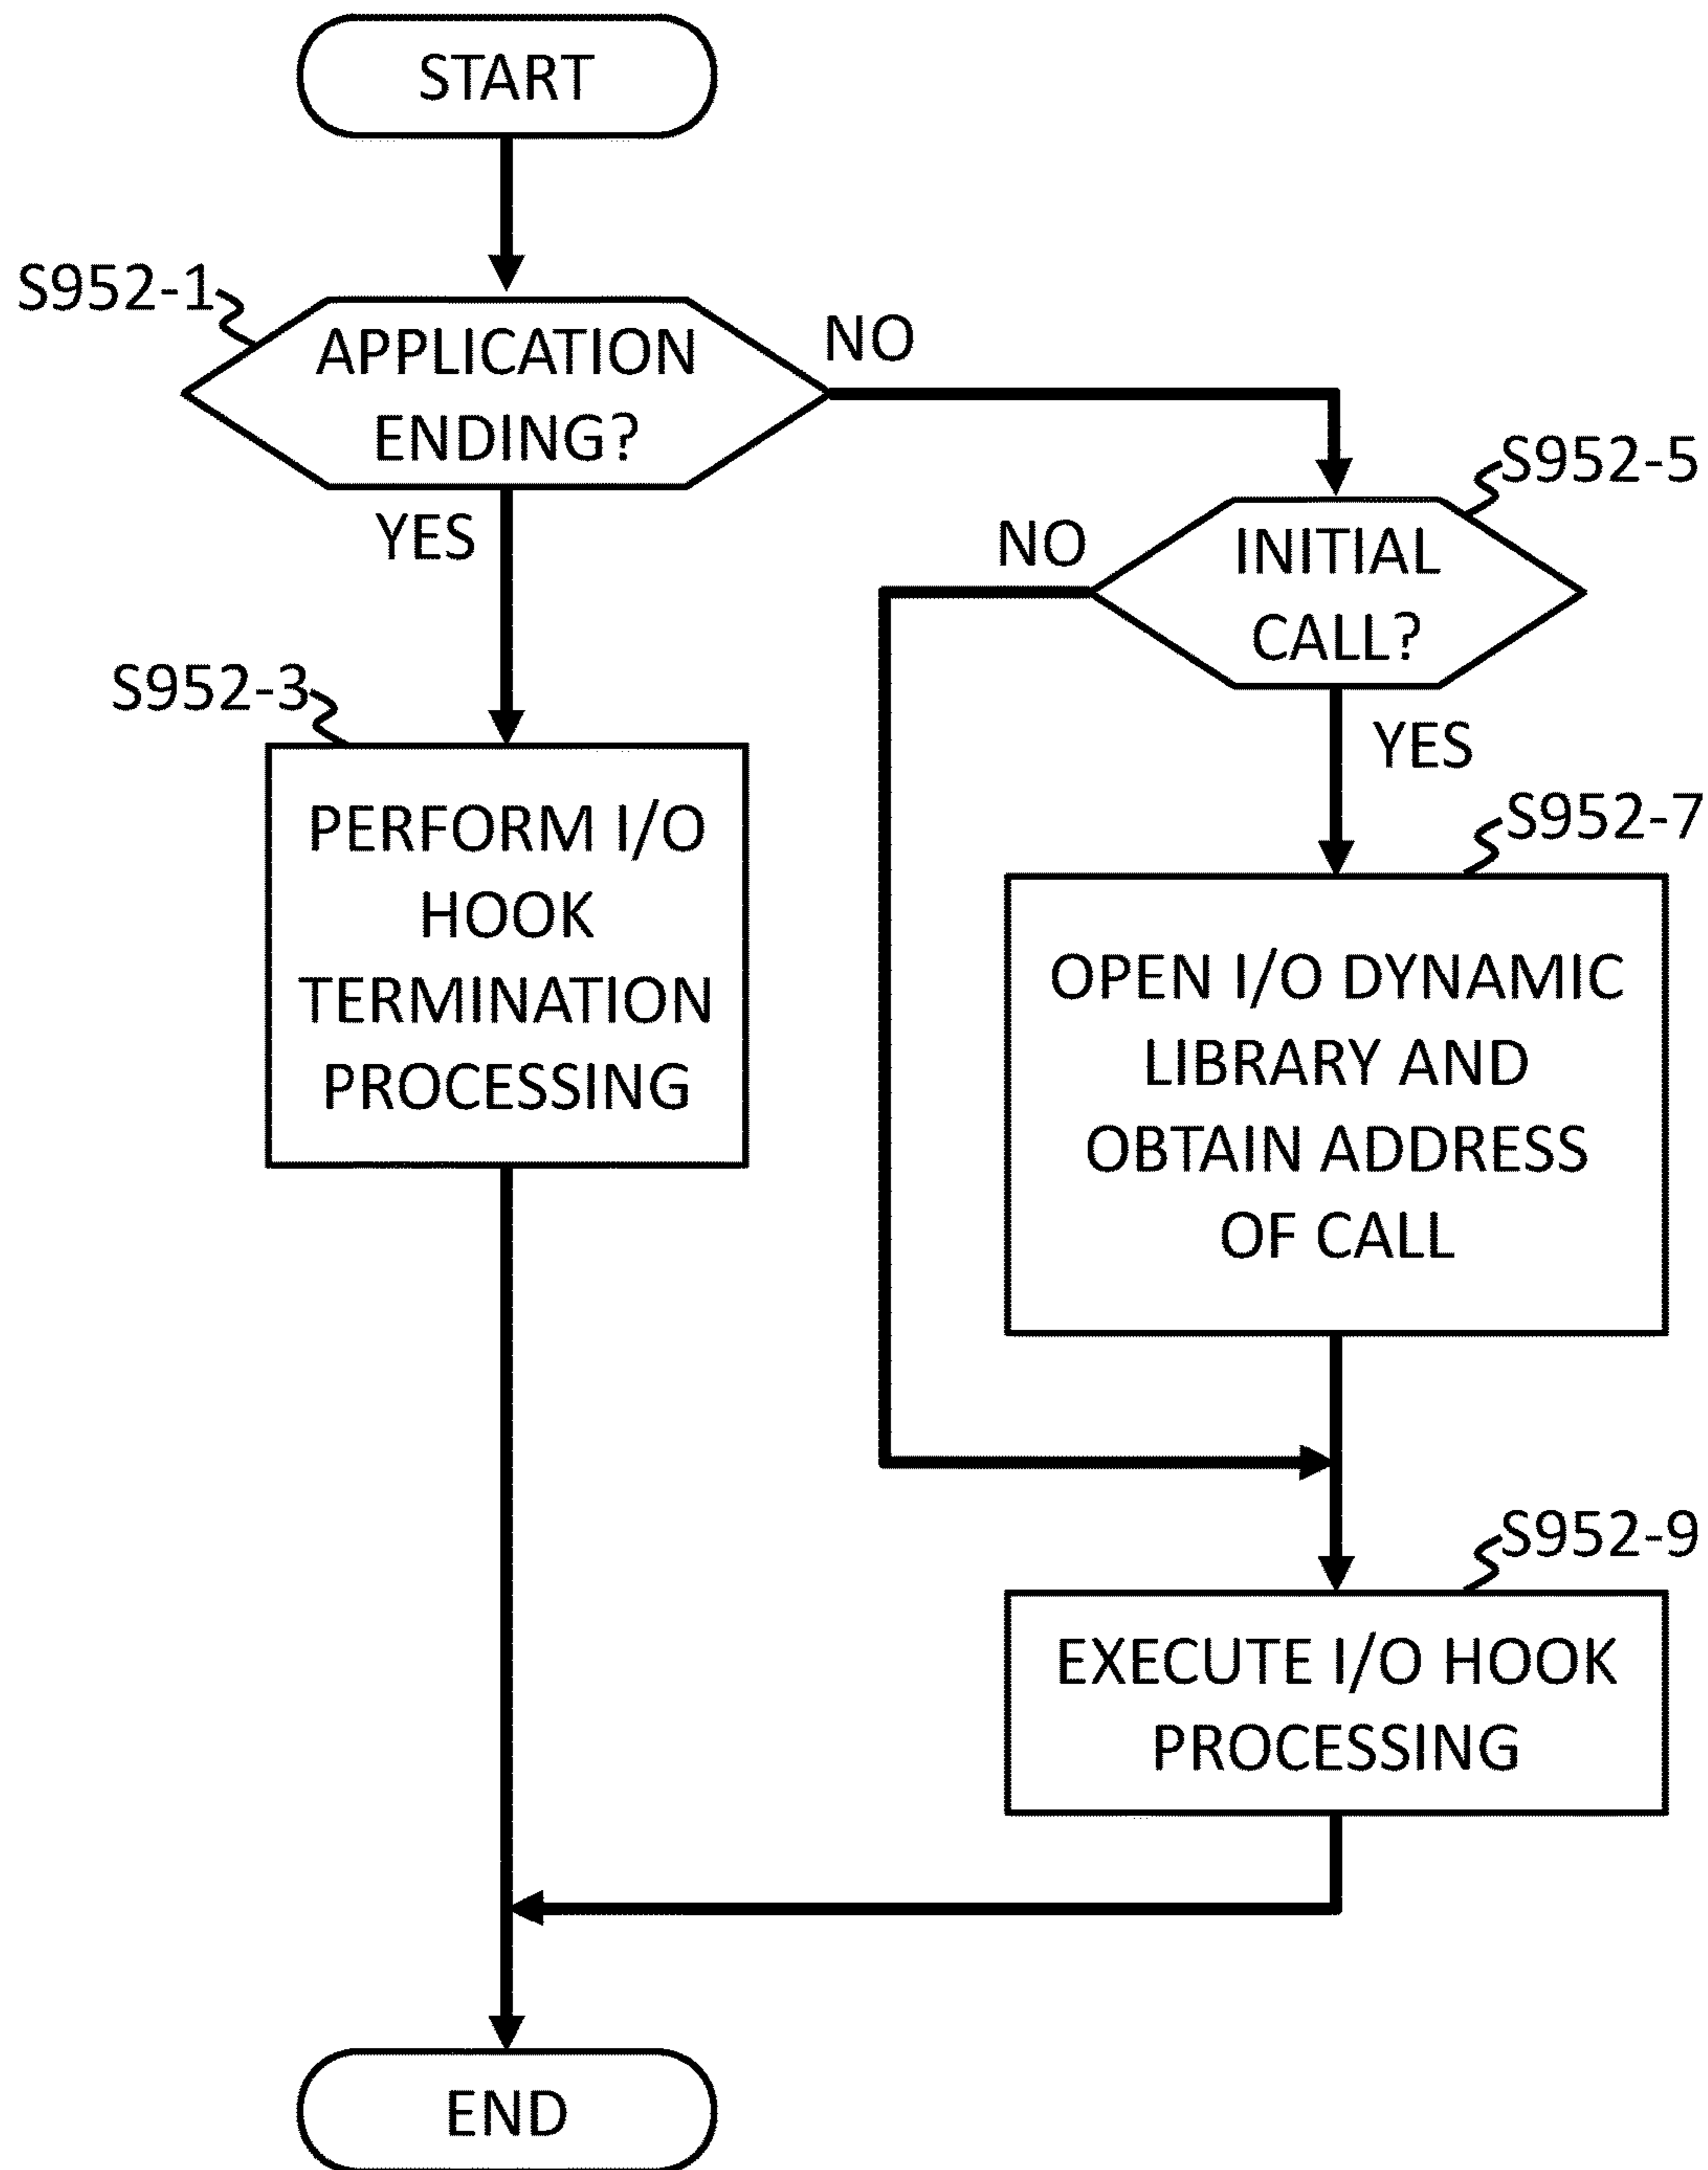 START
S952-1
APPLICATION
ENDING?
NO
YES
S952-5
INITIAL
CALL?
NO
YES
S952-3
PERFORM I/O
HOOK
TERMINATION
PROCESSING
S952-7
OPEN I/O DYNAMIC
LIBRARY AND
OBTAIN ADDRESS
OF CALL
S952-9
EXECUTE I/O HOOK
PROCESSING
END